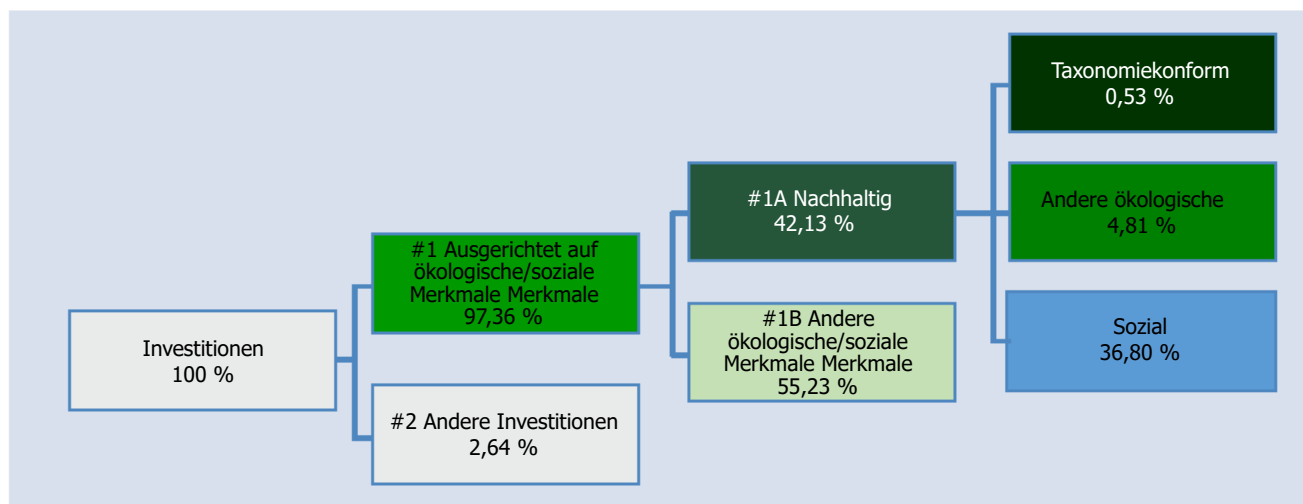 Investitionen
100 %
#1 Ausgerichtet auf
ökologische/soziale
Merkmale Merkmale
97,36 %
#2 Andere Investitionen
2,64 %
#1A Nachhaltig
42,13 %
#1B Andere
ökologische/soziale
Merkmale Merkmale
55,23 %
Taxonomiekonform
0,53 %
Andere ökologische
4,81 %
Sozial
36,80 %